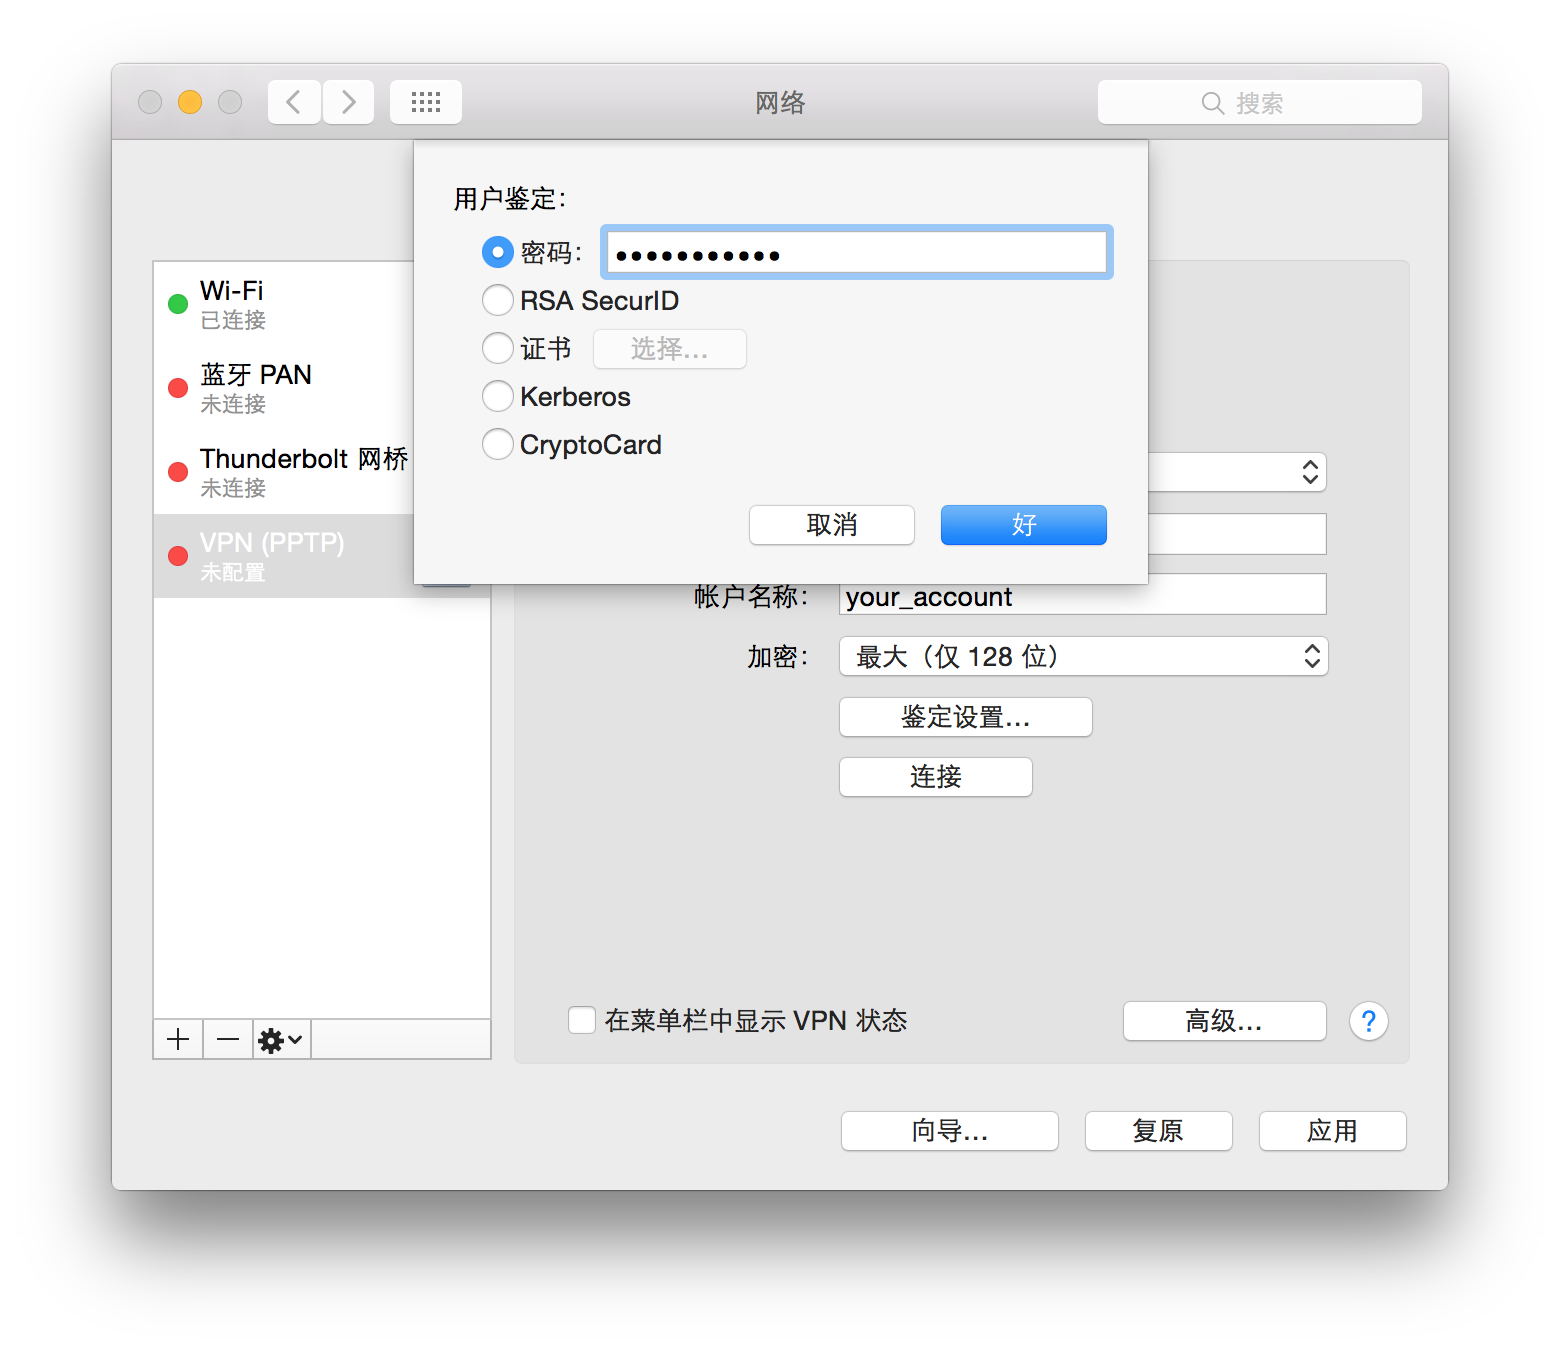 网络
搜索
用户鉴定：
密码： •••••••••••
RSA SecurID
证书 选择...
Kerberos
CryptoCard
取消 好
Wi-Fi
已连接
蓝牙 PAN
未连接
Thunderbolt 网桥
未连接
VPN (PPTP)
未配置
帐户名称： your_account
加密： 最大（仅 128 位）
鉴定设置...
连接
在菜单栏中显示 VPN 状态
高级... ?
向导... 复原 应用